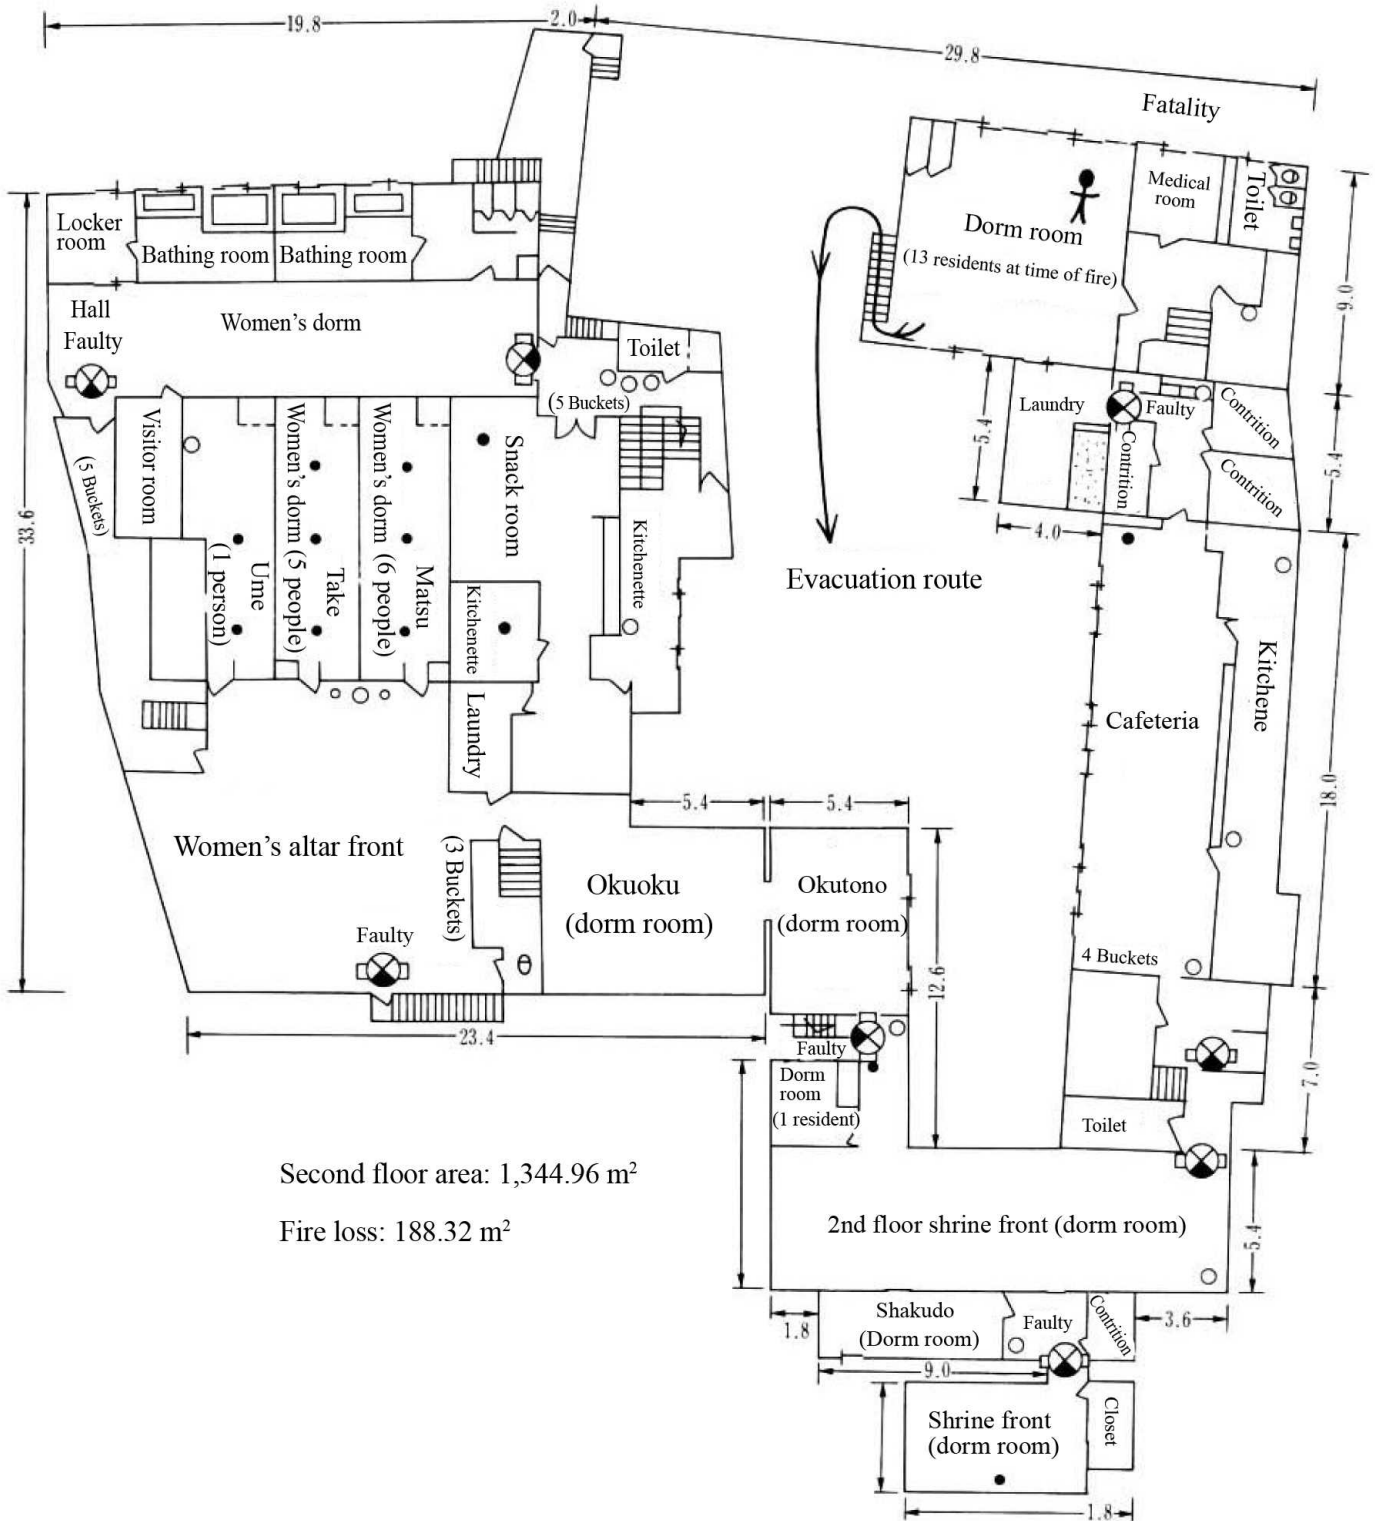 19.8
2.0
29.8
Fatality
Locker
room
Bathing room
Bathing room
Medical
room
Toilet
Dorm room
(13 residents at time of fire)
9.0
Hall
Faulty
Women's dorm
Toilet
(5 Buckets)
Laundry
Faulty
Contrition
5.4
5.4
Contrition
Contrition
(5 Buckets)
Visitor room
Ume
(1 person)
Women's dorm
Take
(5 people)
Women's dorm
Matsu
(6 people)
Snack room
Kitchenette
Kitchenette
33.6
4.0
Evacuation route
Cafeteria
Kitchene
18.0
Laundry
5.4
5.4
Women's altar front
(3 Buckets)
Okuoku
(dorm room)
Okutono
(dorm room)
Faulty
4 Buckets
12.6
23.4
Faulty
Dorm
room
(1 resident)
7.0
Toilet
Second floor area: 1,344.96 m²
Fire loss: 188.32 m²
2nd floor shrine front (dorm room)
5.4
1.8
Shakudo
(Dorm room)
Faulty
Contrition
3.6
9.0
Shrine front
(dorm room)
Closet
1.8